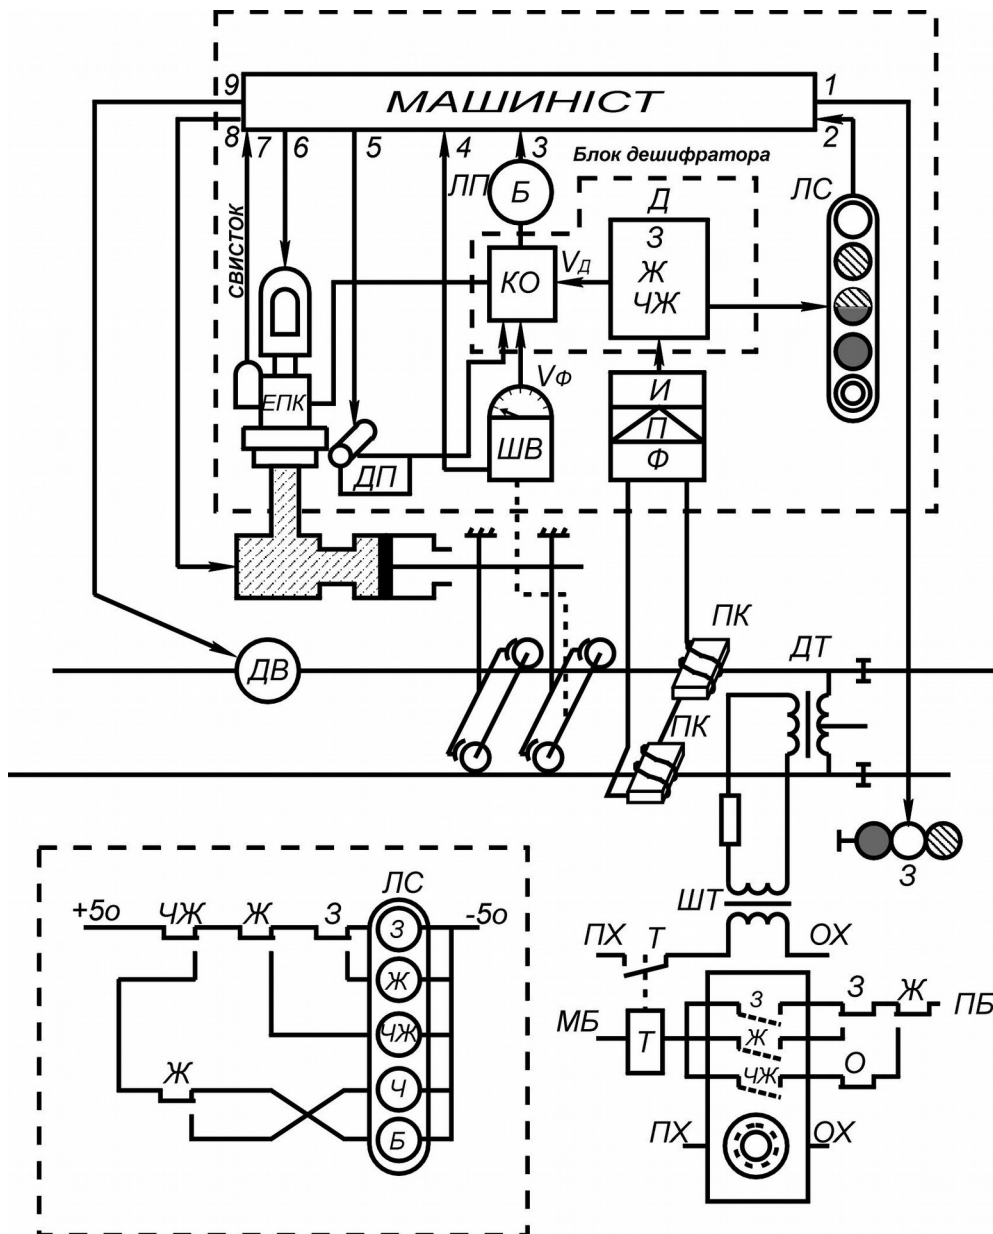 9
МАШИНІСТ
1
8
7
6
5
4
3
2
Блок дешифратора
ЛП
Б
ЛС
свисток
Д
З
Ж
ЧЖ
КО
VД
ЕПК
VФ
И
П
Ф
ШВ
ДП
ПК
ДВ
ДТ
ПК
З
ЛС
+5о
ЧЖ
Ж
З
З
-5о
Ж
ЧЖ
Ж
Ч
Б
ШТ
ПХ
Т
ОХ
З
З
Ж
ПБ
МБ
Т
Ж
ЧЖ
О
ПХ
ОХ